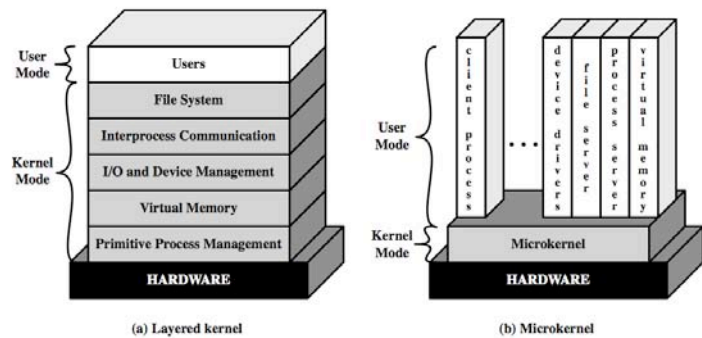 User
Mode
Users
Kernel
Mode
File System
Interprocess Communication
I/O and Device Management
Virtual Memory
Primitive Process Management
HARDWARE
(a) Layered kernel
User
Mode
client process
...
device drivers
file server
process server
virtual memory
Kernel
Mode
Microkernel
HARDWARE
(b) Microkernel